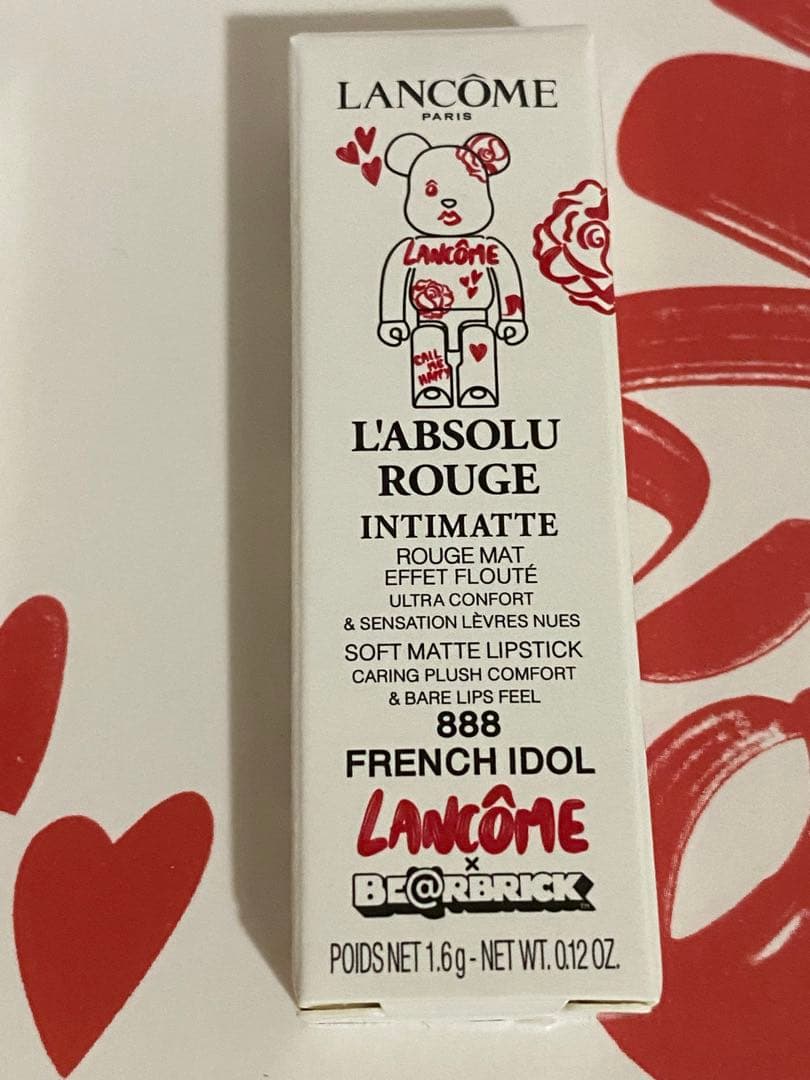 LANCÔME
PARIS
LANCÔME
CALL
ME
HAPPY
L'ABSOLU
ROUGE
INTIMATTE
ROUGE MAT
EFFET FLOUTÉ
ULTRA CONFORT
& SENSATION LÈVRES NUES
SOFT MATTE LIPSTICK
CARING PLUSH COMFORT
& BARE LIPS FEEL
888
FRENCH IDOL
LANCÔME
×
BE@RBRICK™
POIDS NET 1.6 g - NET WT. 0.12 OZ.